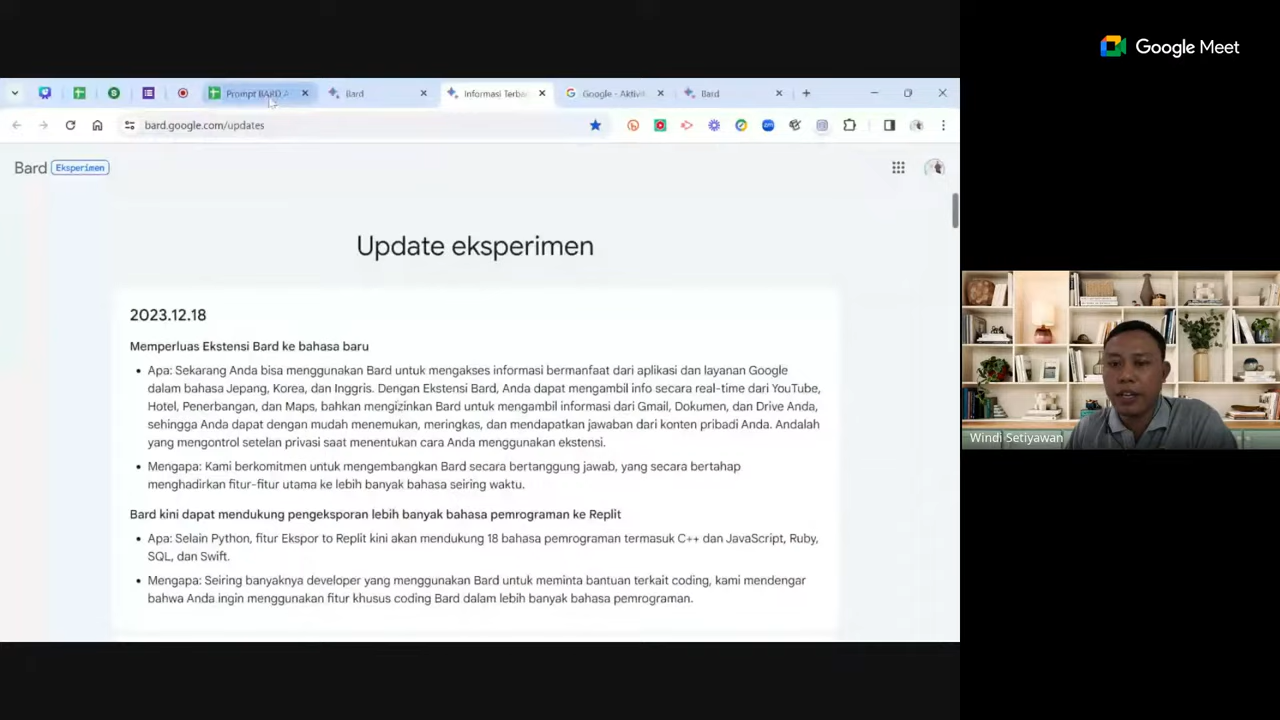 Google Meet
Prompt BARD
Bard
Informasi Terba
Google - Aktivi
Bard
bard.google.com/updates
Bard
Eksperimen
Update eksperimen
2023.12.18
Memperluas Ekstensi Bard ke bahasa baru
• Apa: Sekarang Anda bisa menggunakan Bard untuk mengakses informasi bermanfaat dari aplikasi dan layanan Google
dalam bahasa Jepang, Korea, dan Inggris. Dengan Ekstensi Bard, Anda dapat mengambil info secara real-time dari YouTube,
Hotel, Penerbangan, dan Maps, bahkan mengizinkan Bard untuk mengambil informasi dari Gmail, Dokumen, dan Drive Anda,
sehingga Anda dapat dengan mudah menemukan, meringkas, dan mendapatkan jawaban dari konten pribadi Anda. Andalah
yang mengontrol setelan privasi saat menentukan cara Anda menggunakan ekstensi.
• Mengapa: Kami berkomitmen untuk mengembangkan Bard secara bertanggung jawab, yang secara bertahap
menghadirkan fitur-fitur utama ke lebih banyak bahasa seiring waktu.
Bard kini dapat mendukung pengeksporan lebih banyak bahasa pemrograman ke Replit
• Apa: Selain Python, fitur Ekspor to Replit kini akan mendukung 18 bahasa pemrograman termasuk C++ dan JavaScript, Ruby,
SQL, dan Swift.
• Mengapa: Seiring banyaknya developer yang menggunakan Bard untuk meminta bantuan terkait coding, kami mendengar
bahwa Anda ingin menggunakan fitur khusus coding Bard dalam lebih banyak bahasa pemrograman.
Windi Setiyawan